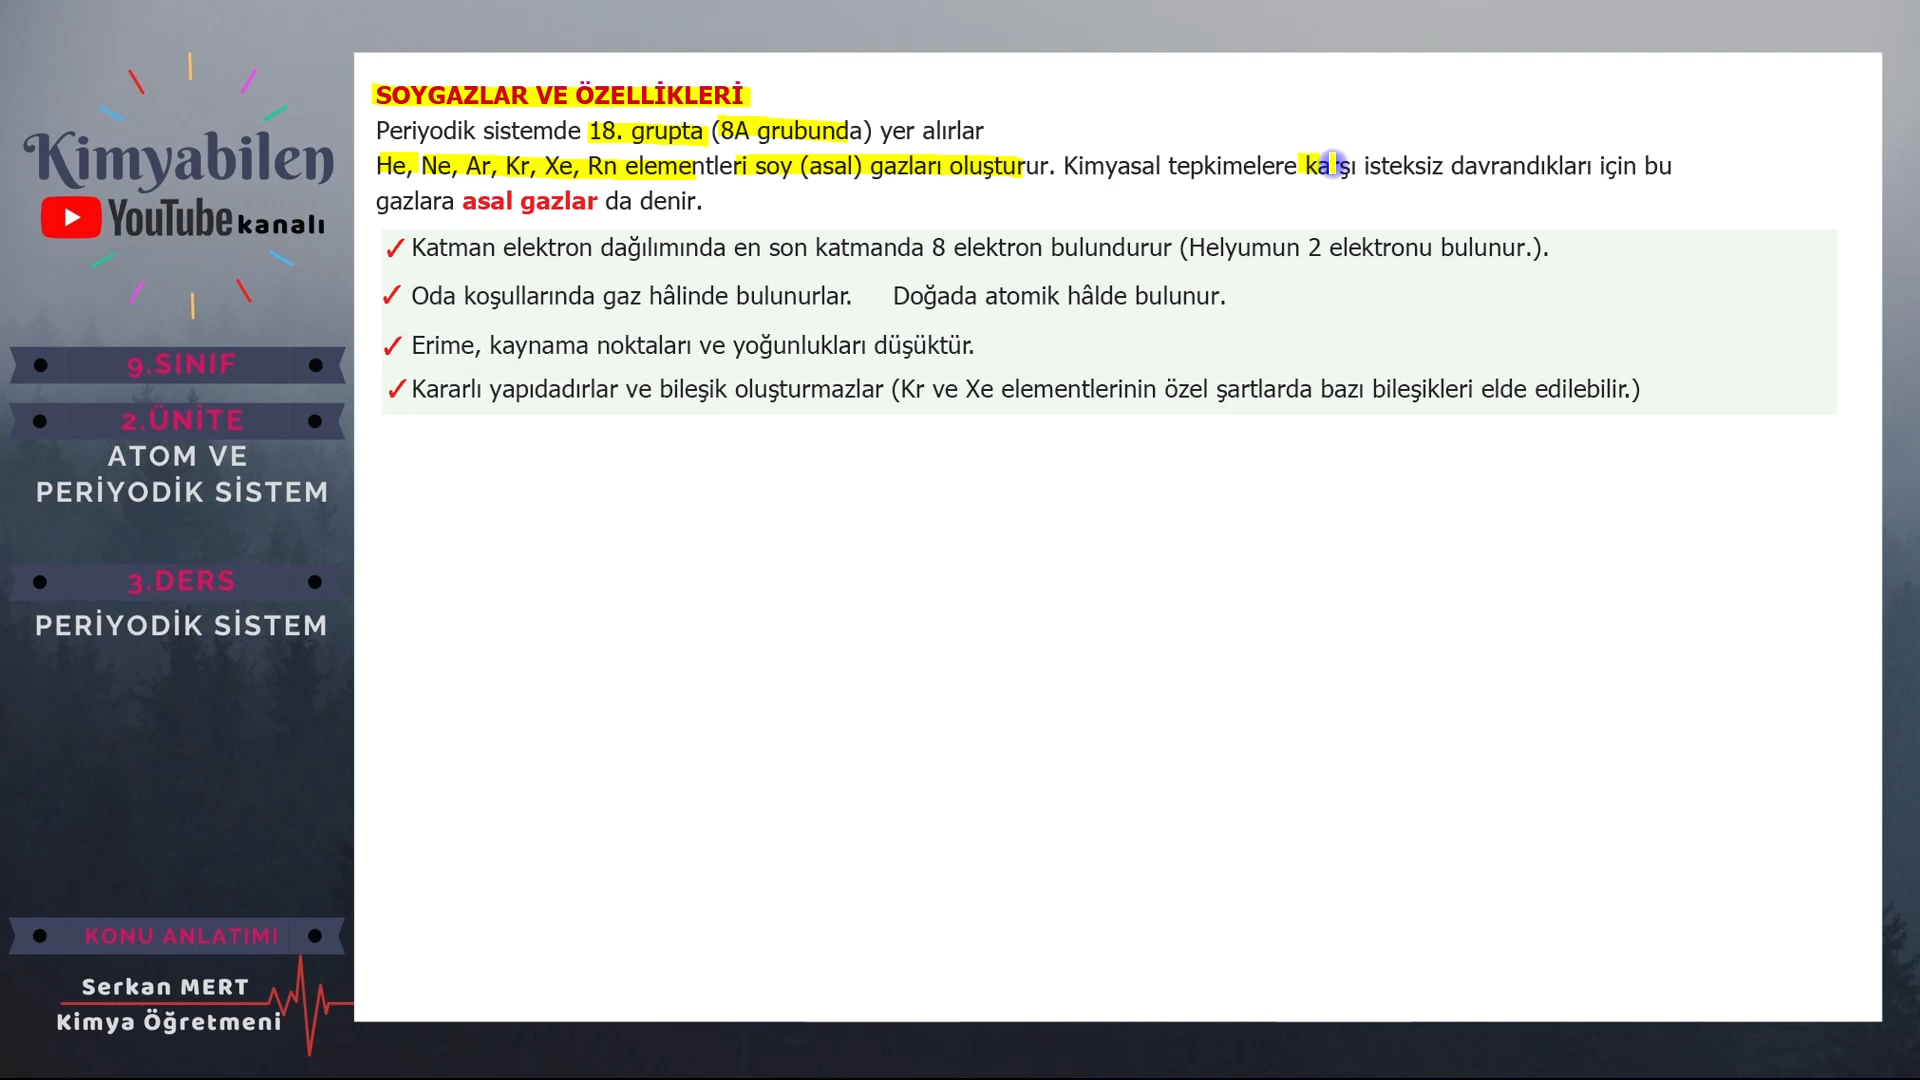 Kimyabilen
YouTube kanalı
9.SINIF
2.ÜNİTE
ATOM VE
PERİYODİK SİSTEM
3.DERS
PERİYODİK SİSTEM
KONU ANLATIMI
Serkan MERT
Kimya Öğretmeni
SOYGAZLAR VE ÖZELLİKLERİ
Periyodik sistemde 18. grupta (8A grubunda) yer alırlar
He, Ne, Ar, Kr, Xe, Rn elementleri soy (asal) gazları oluşturur. Kimyasal tepkimelere karşı isteksiz davrandıkları için bu
gazlara asal gazlar da denir.
✓ Katman elektron dağılımında en son katmanda 8 elektron bulundurur (Helyumun 2 elektronu bulunur.).
✓ Oda koşullarında gaz hâlinde bulunurlar. Doğada atomik hâlde bulunur.
✓ Erime, kaynama noktaları ve yoğunlukları düşüktür.
✓ Kararlı yapıdadırlar ve bileşik oluşturmazlar (Kr ve Xe elementlerinin özel şartlarda bazı bileşikleri elde edilebilir.)